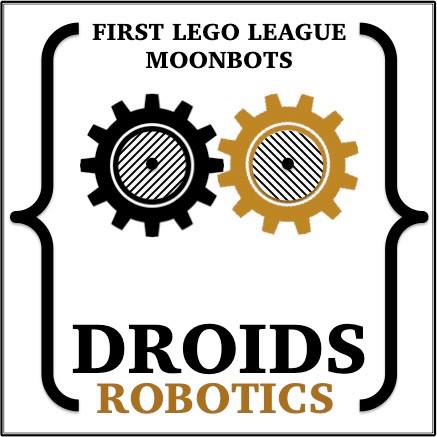 FIRST LEGO LEAGUE
MOONBOTS
DROIDS
ROBOTICS